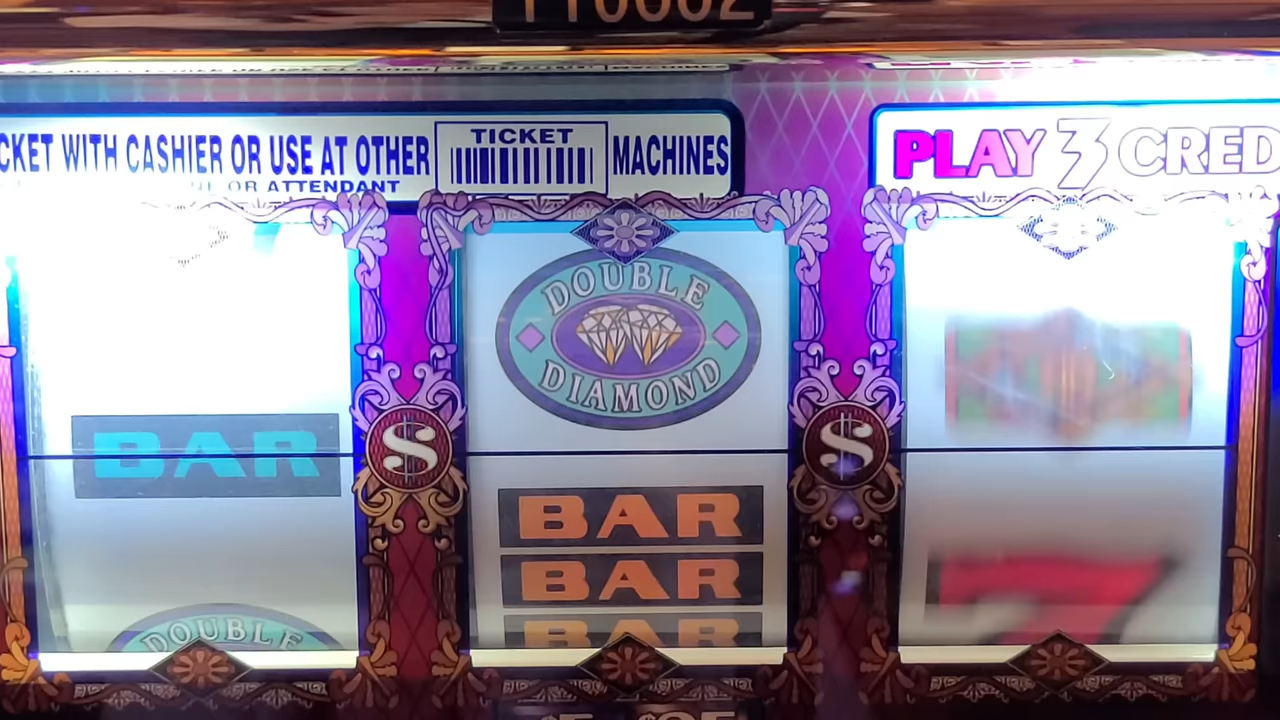 CKET WITH CASHIER OR USE AT OTHER TICKET MACHINES
OR ATTENDANT
PLAY 3 CRED
DOUBLE
DIAMOND
BAR
BAR
BAR
BAR
7
DOUBLE
$ $